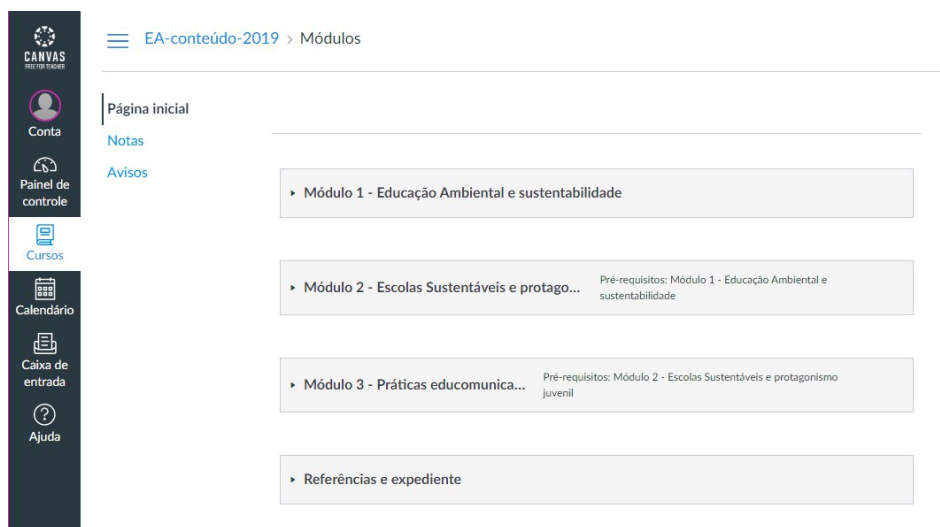 CANVAS
FREE FOR TEACHER
EA-conteúdo-2019 > Módulos
Conta
Painel de
controle
Cursos
Calendário
Caixa de
entrada
Ajuda
Página inicial
Notas
Avisos
Módulo 1 - Educação Ambiental e sustentabilidade
Módulo 2 - Escolas Sustentáveis e protago...
Pré-requisitos: Módulo 1 - Educação Ambiental e
sustentabilidade
Módulo 3 - Práticas educomunica...
Pré-requisitos: Módulo 2 - Escolas Sustentáveis e protagonismo
juvenil
Referências e expediente